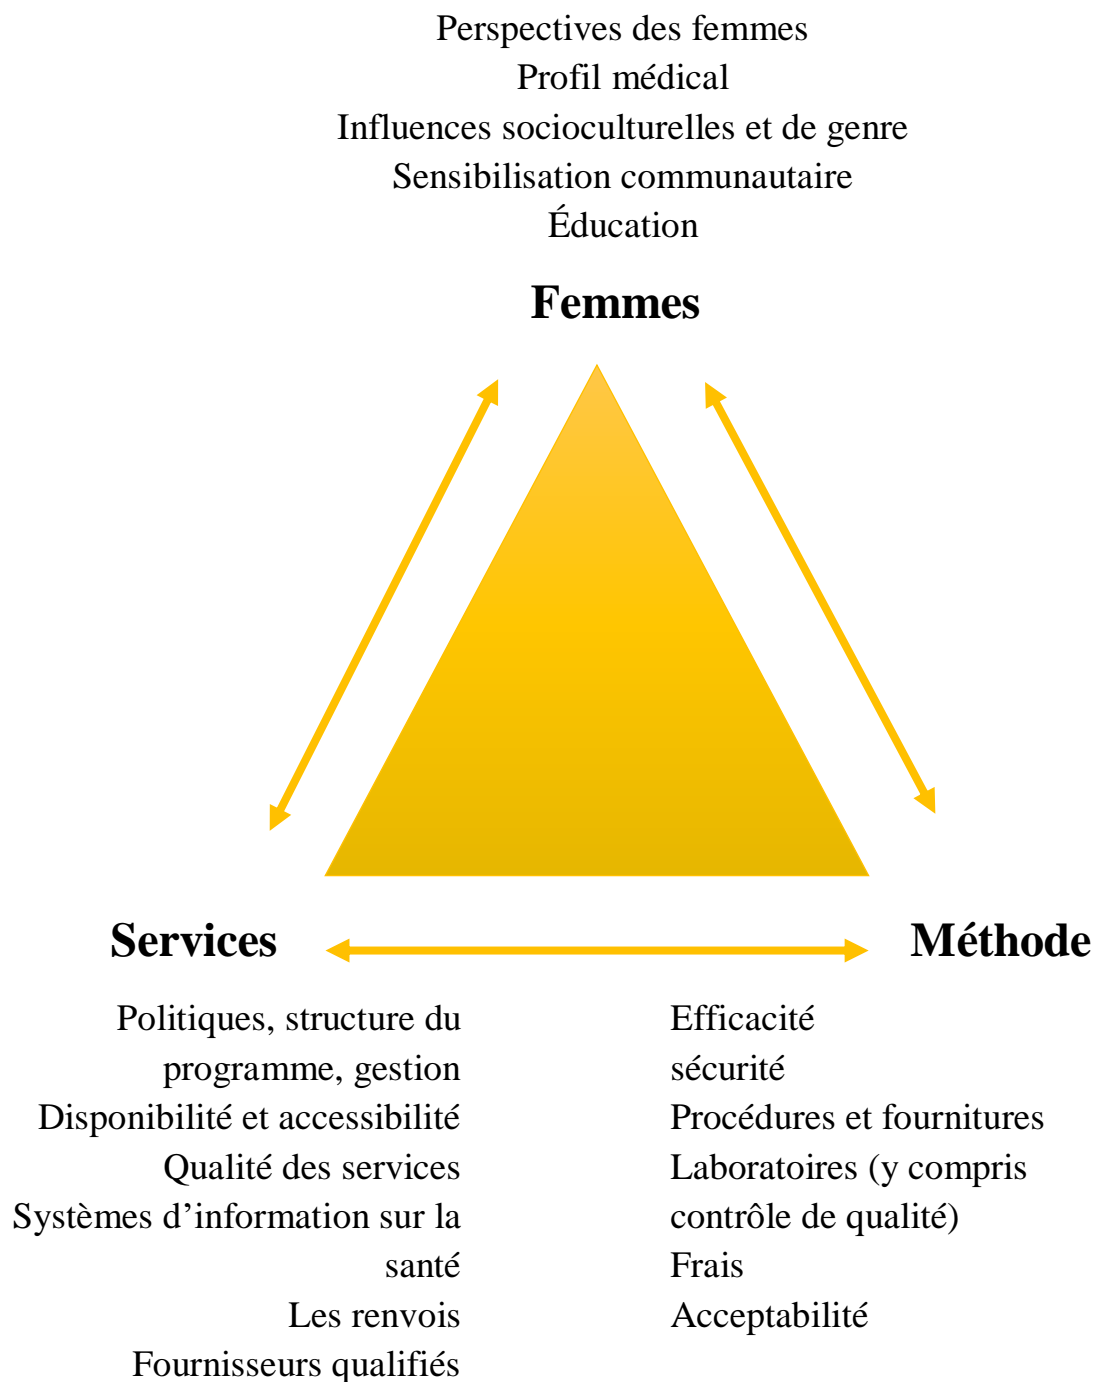 Perspectives des femmes
Profil médical
Influences socioculturelles et de genre
Sensibilisation communautaire
Éducation
Femmes
Services
Méthode
Politiques, structure du
programme, gestion
Disponibilité et accessibilité
Qualité des services
Systèmes d’information sur la
santé
Les renvois
Fournisseurs qualifiés
Efficacité
sécurité
Procédures et fournitures
Laboratoires (y compris
contrôle de qualité)
Frais
Acceptabilité